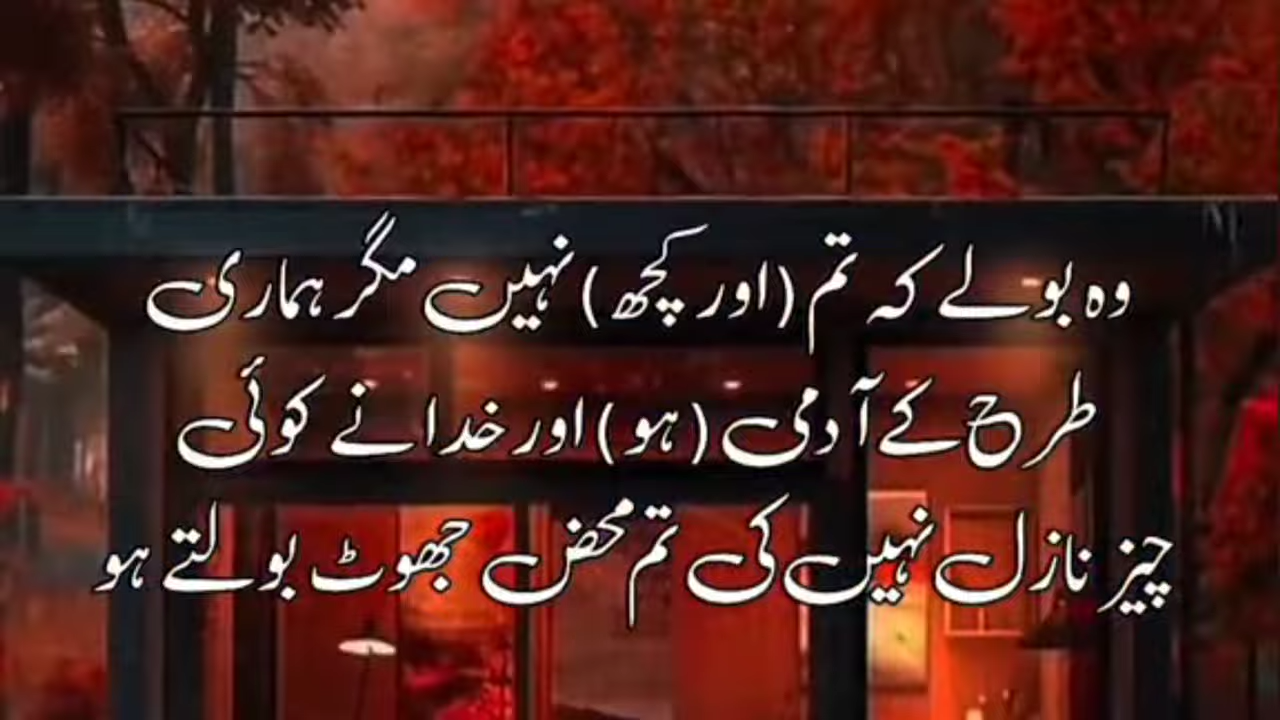 وہ بولے کہ تم (اور کچھ) نہیں مگر ہماری
طرح کے آدمی (ہو) اور خدا نے کوئی
چیز نازل نہیں کی تم محض جھوٹ بولتے ہو